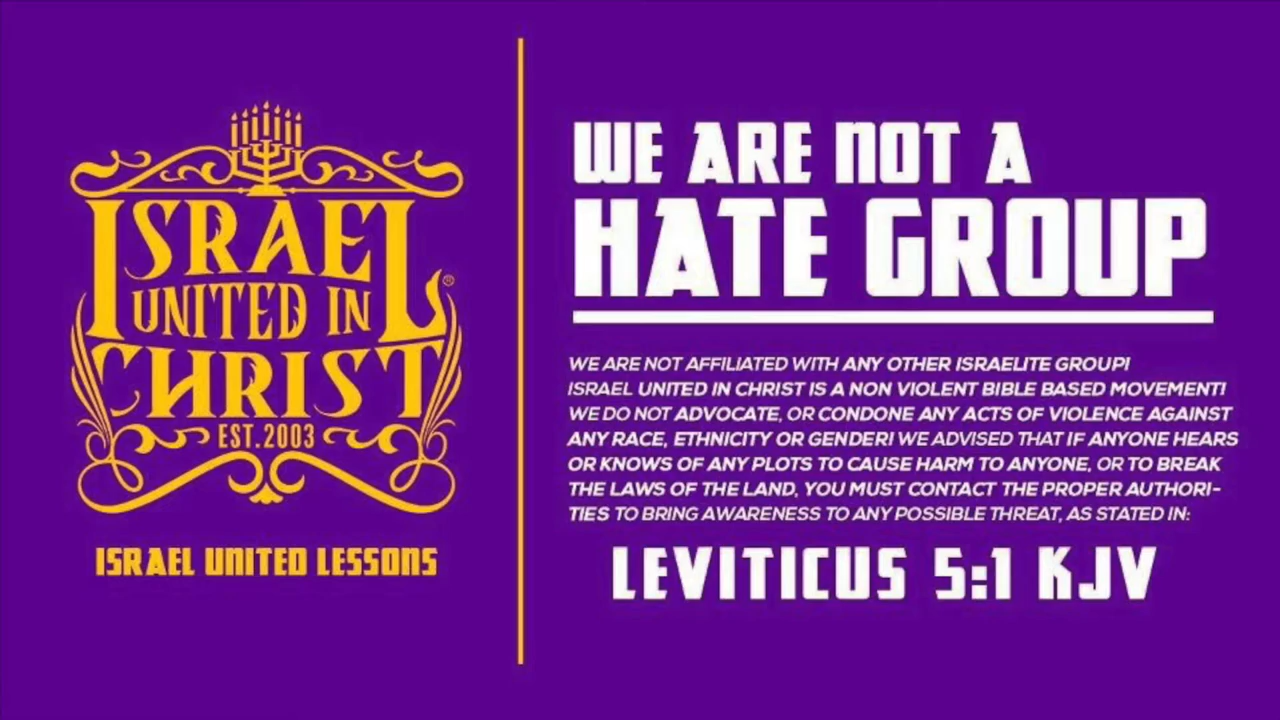 ISRAEL
UNITED IN
CHRIST
EST.2003
®
ISRAEL UNITED LESSONS
WE ARE NOT A
HATE GROUP
WE ARE NOT AFFILIATED WITH ANY OTHER ISRAELITE GROUP!
ISRAEL UNITED IN CHRIST IS A NON VIOLENT BIBLE BASED MOVEMENT!
WE DO NOT ADVOCATE, OR CONDONE ANY ACTS OF VIOLENCE AGAINST
ANY RACE, ETHNICITY OR GENDER! WE ADVISED THAT IF ANYONE HEARS
OR KNOWS OF ANY PLOTS TO CAUSE HARM TO ANYONE, OR TO BREAK
THE LAWS OF THE LAND, YOU MUST CONTACT THE PROPER AUTHORI-
TIES TO BRING AWARENESS TO ANY POSSIBLE THREAT, AS STATED IN:
LEVITICUS 5:1 KJV